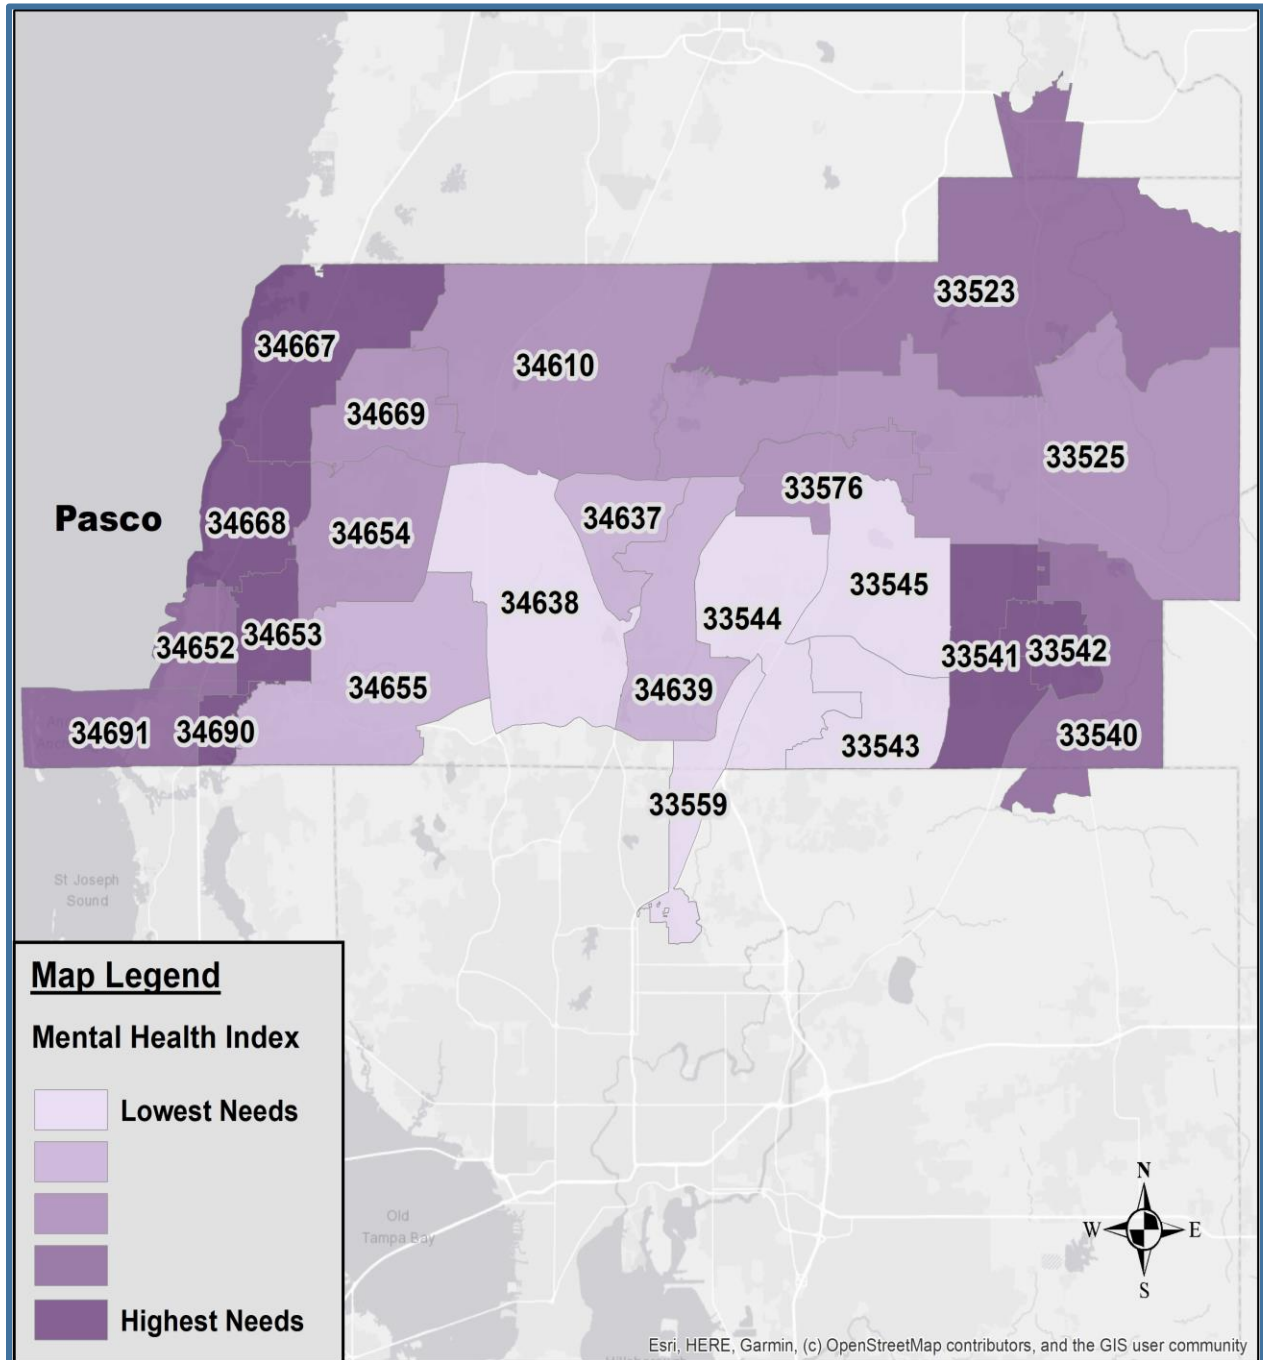 33523
34667
34610
34669
33525
33576
34637
Pasco
34668
34654
33545
34638
33544
34653
34652
33541
33542
34655
34639
34691
34690
33540
33543
33559
St Joseph
Sound
Map Legend
Mental Health Index
Lowest Needs
Highest Needs
Old
Tampa Bay
N
W
E
S
Esri, HERE, Garmin, (c) OpenStreetMap contributors, and the GIS user community